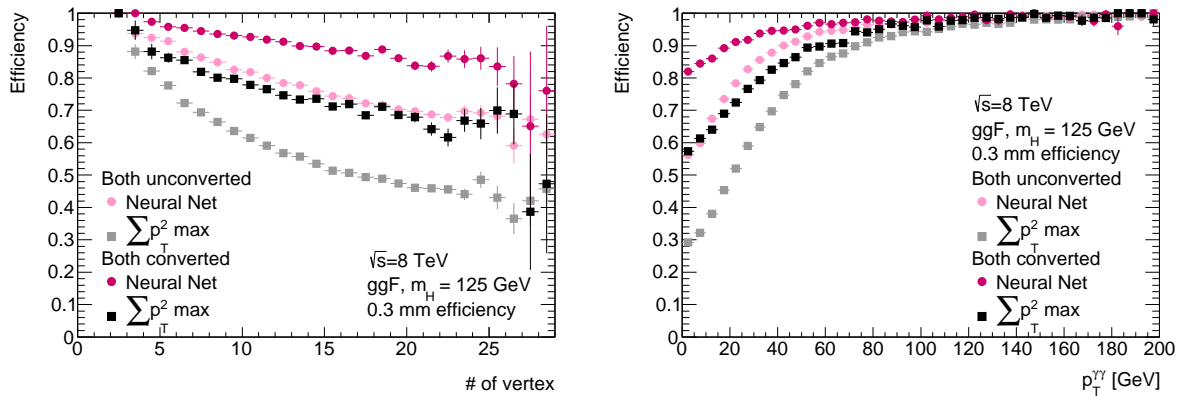 Efficiency
1
0.9
0.8
0.7
0.6
0.5
0.4
0.3
0.2
0.1
0
Both unconverted
Neural Net
∑p_T^2 max
Both converted
Neural Net
∑p_T^2 max
√s=8 TeV
ggF, m_H = 125 GeV
0.3 mm efficiency
0 5 10 15 20 25
# of vertex
Efficiency
1
0.9
0.8
0.7
0.6
0.5
0.4
0.3
0.2
0.1
0
√s=8 TeV
ggF, m_H = 125 GeV
0.3 mm efficiency
Both unconverted
Neural Net
∑p_T^2 max
Both converted
Neural Net
∑p_T^2 max
0 20 40 60 80 100 120 140 160 180 200
p_T^γγ [GeV]